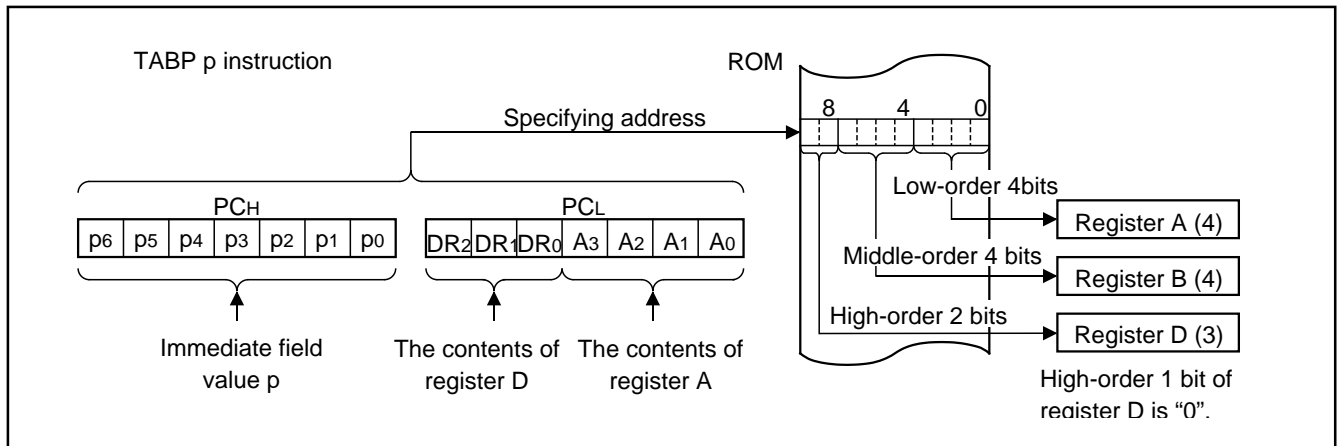 TABP p instruction
ROM
8 4 0
Specifying address
Low-order 4bits
PCH PCL
p6 p5 p4 p3 p2 p1 p0 DR2 DR1 DR0 A3 A2 A1 A0
Register A (4)
Middle-order 4 bits
Register B (4)
High-order 2 bits
Register D (3)
Immediate field
value p
The contents of
register D
The contents of
register A
High-order 1 bit of
register D is “0”.